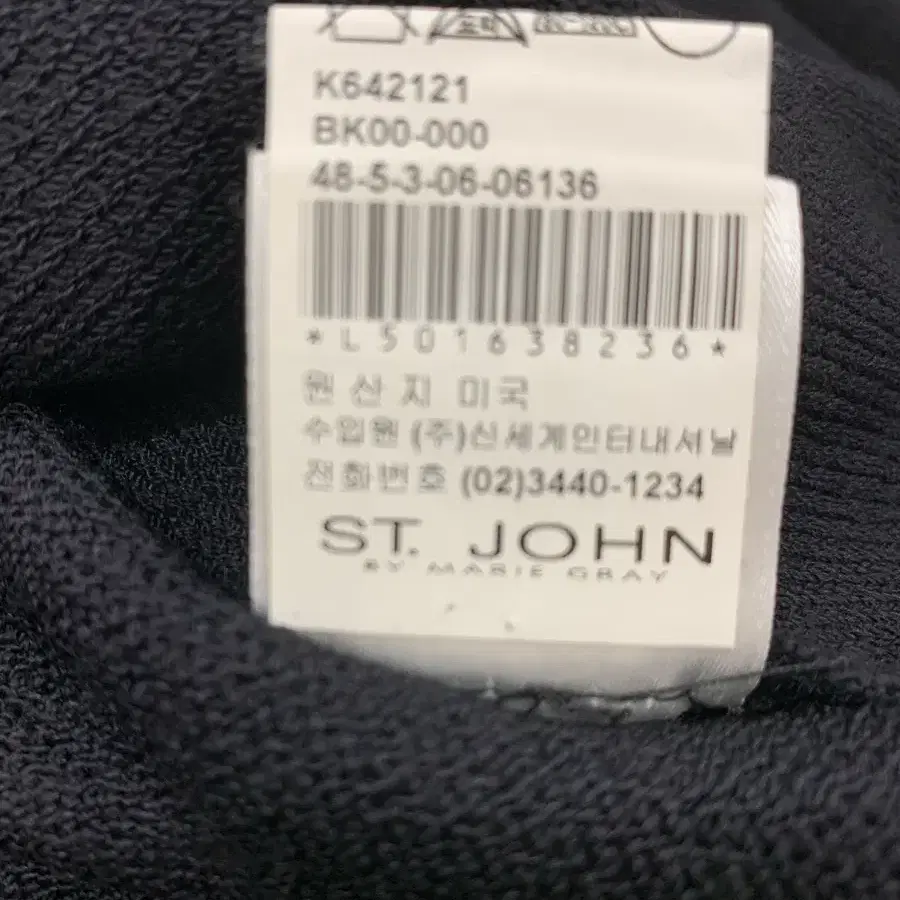 K642121
BK00-000
48-5-3-06-06136
*L501638236*
원산지 미국
수입원 (주)신세계인터내셔날
전화번호 (02)3440-1234
ST. JOHN
BY MARIE GRAY